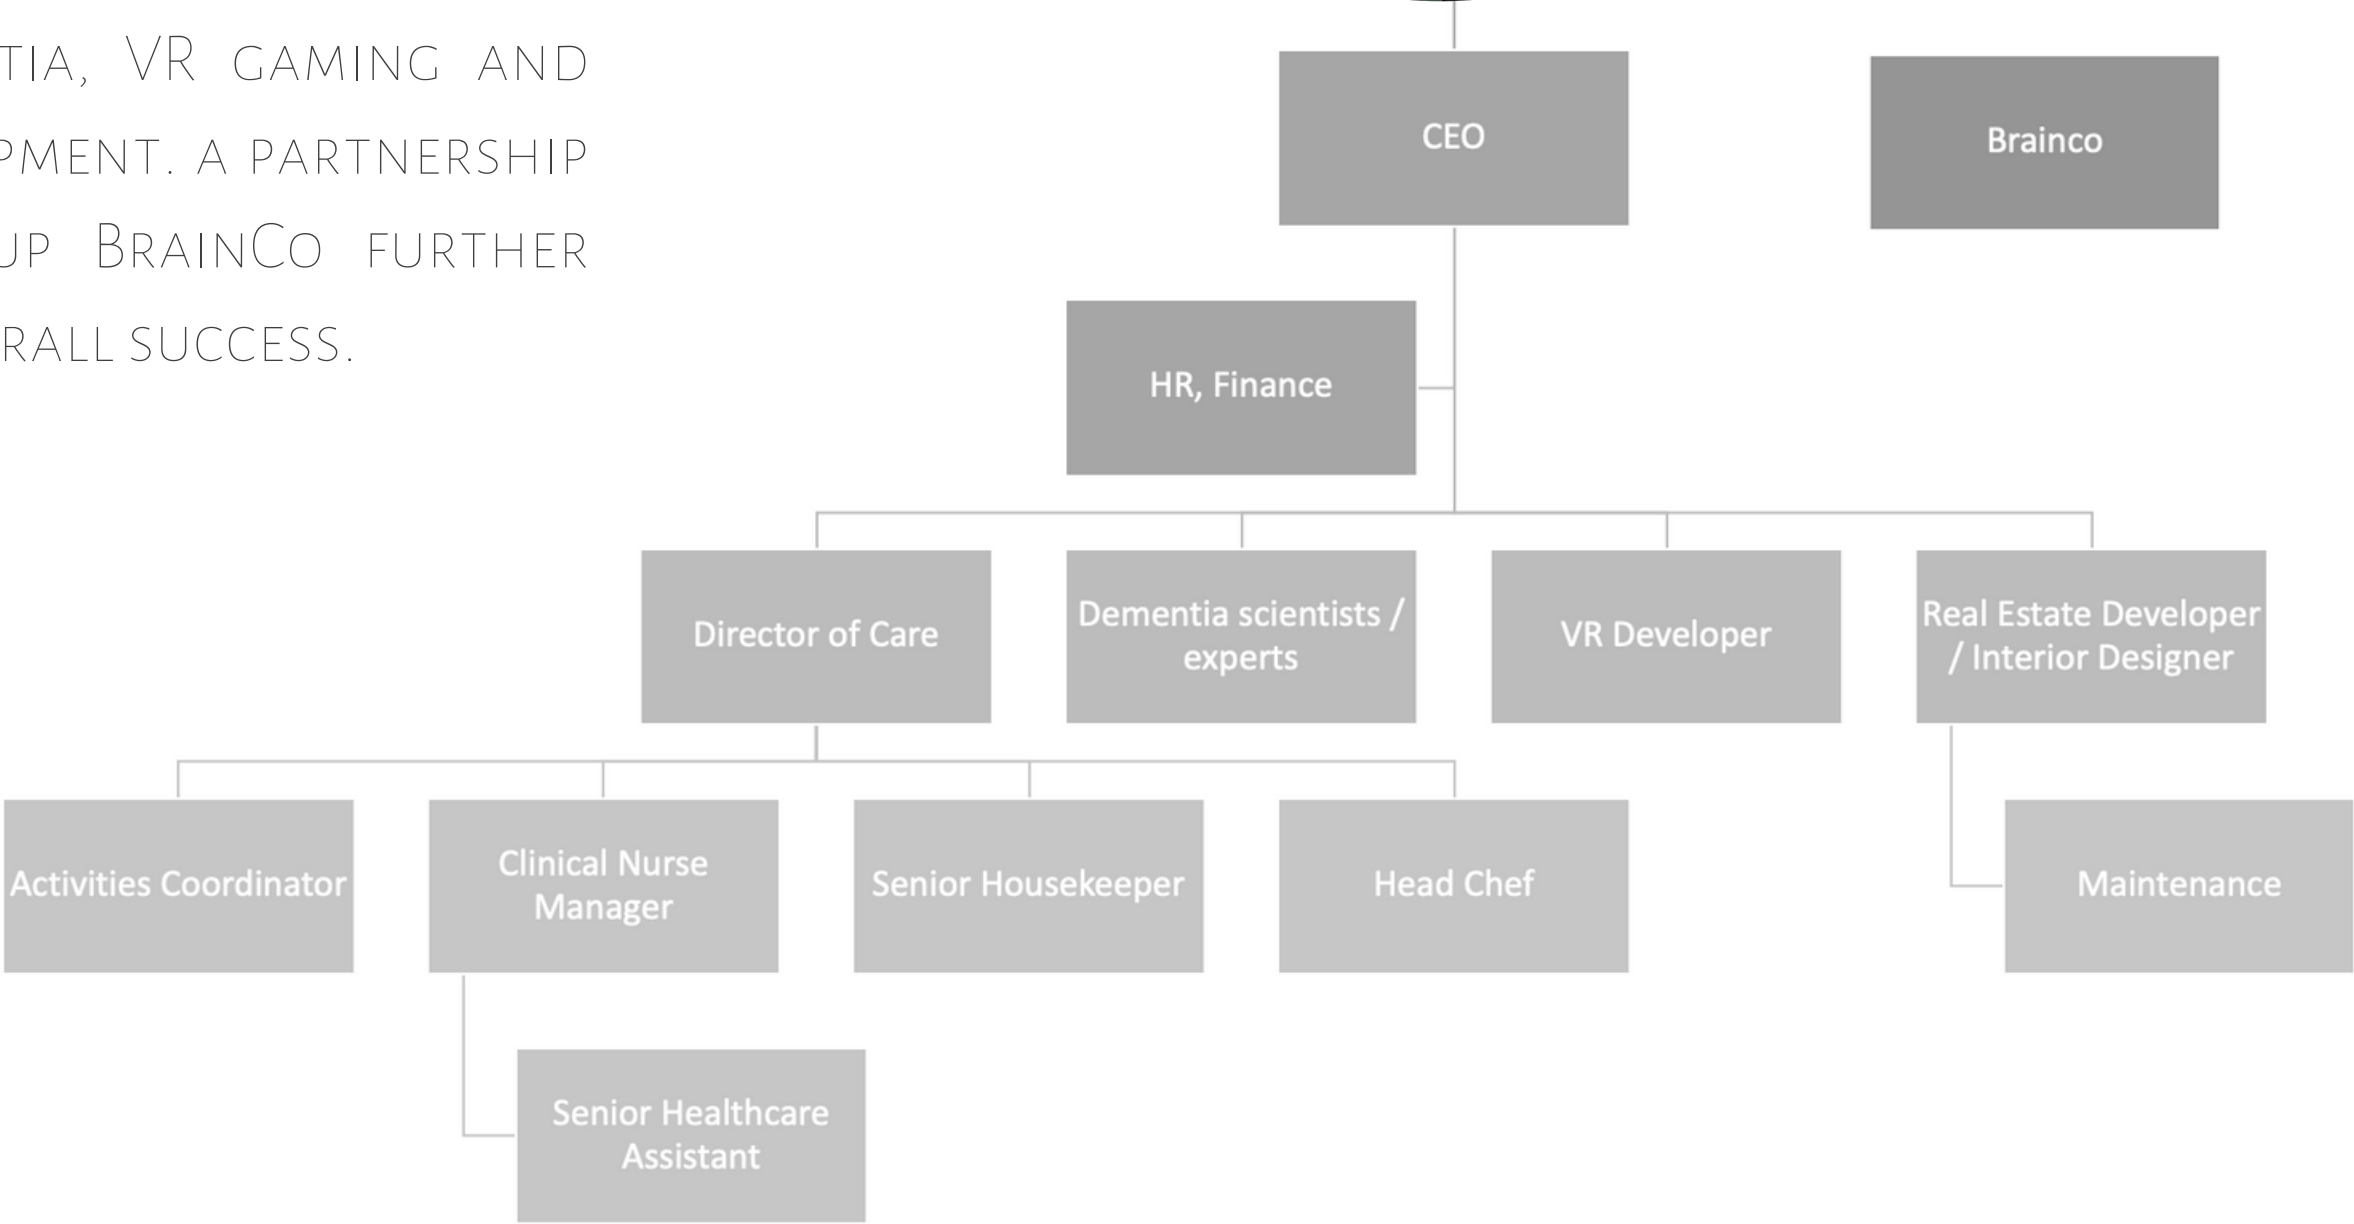 TIA, VR GAMING AND
PMENT. A PARTNERSHIP
UP BRAINCO FURTHER
RALL SUCCESS.
CEO
Brainco
HR, Finance
Director of Care
Dementia scientists /
experts
VR Developer
Real Estate Developer
/ Interior Designer
Activities Coordinator
Clinical Nurse
Manager
Senior Housekeeper
Head Chef
Maintenance
Senior Healthcare
Assistant